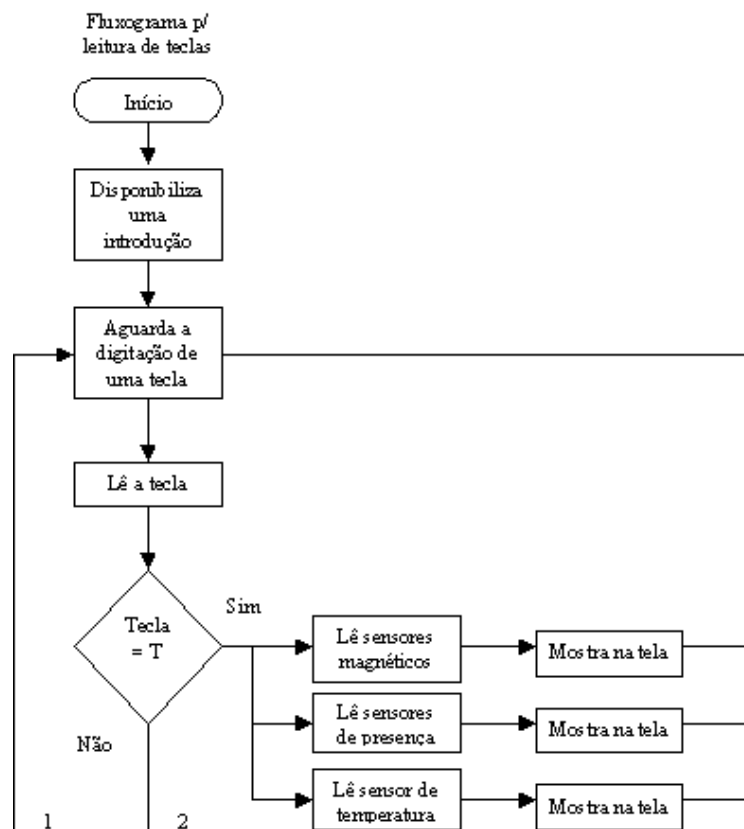 Fluxograma p/
leitura de teclas
Início
Disponibiliza
uma
introdução
Aguarda a
digitação de
uma tecla
Lê a tecla
Tecla
= T
Sim
Lê sensores
magnéticos
Mostra na tela
Lê sensores
de presença
Mostra na tela
Não
Lê sensor de
temperatura
Mostra na tela
1
2